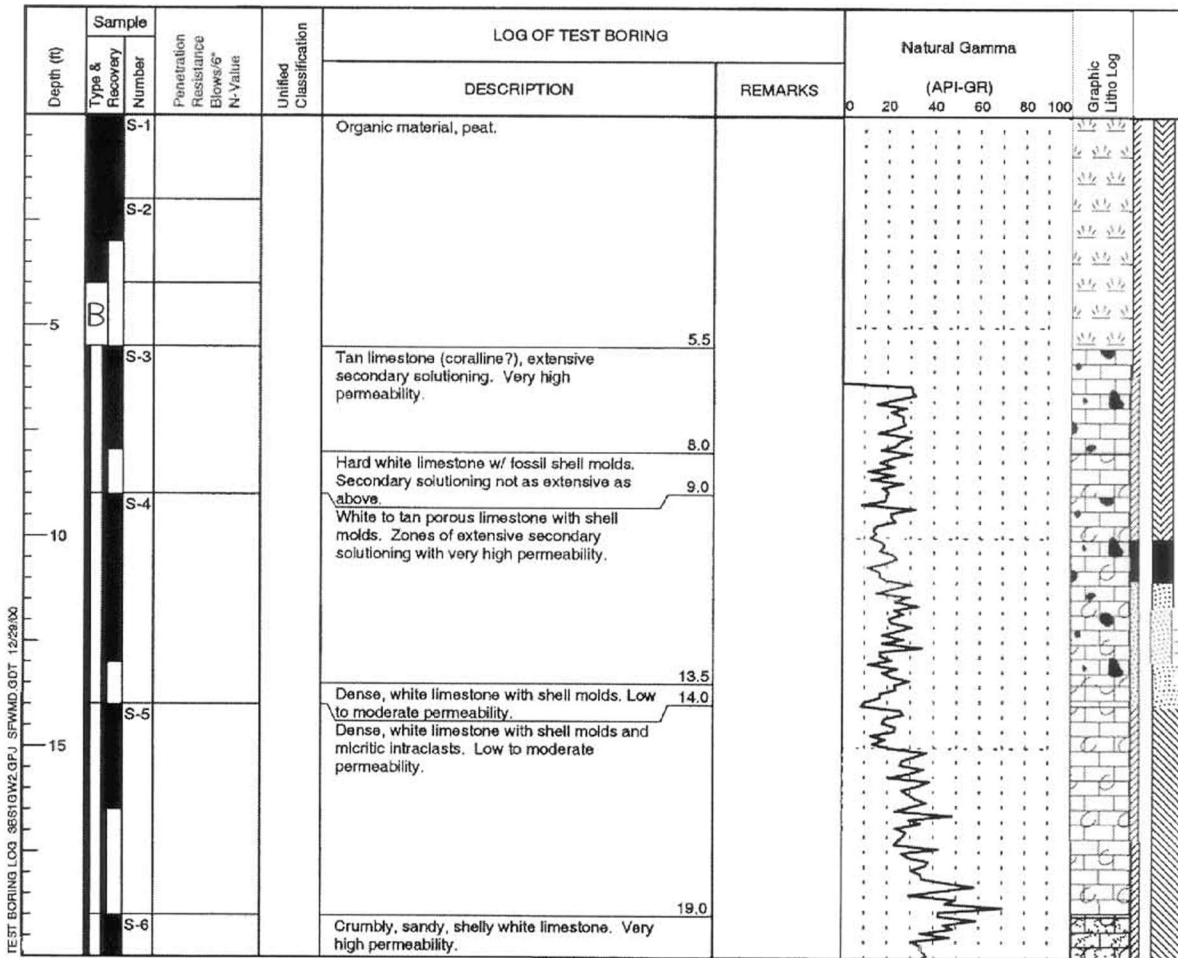 Sample
LOG OF TEST BORING
Depth (ft)
Type &
Recovery
Number
Penetration
Resistance
Blows/6"
N-Value
Unified
Classification
DESCRIPTION
REMARKS
Natural Gamma
(API-GR)
0 20 40 60 80 100
Graphic
Litho Log
S-1
Organic material, peat.
S-2
B
5
5.5
S-3
Tan limestone (coralline?), extensive
secondary solutioning. Very high
permeability.
8.0
Hard white limestone w/ fossil shell molds.
Secondary solutioning not as extensive as
above.
9.0
S-4
White to tan porous limestone with shell
molds. Zones of extensive secondary
solutioning with very high permeability.
10
13.5
Dense, white limestone with shell molds. Low
to moderate permeability.
14.0
S-5
Dense, white limestone with shell molds and
micritic intraclasts. Low to moderate
permeability.
15
19.0
S-6
Crumbly, sandy, shelly white limestone. Very
high permeability.
TEST BORING LOG 3BS1GW2.GPJ SFWMD.GDT 12/29/00